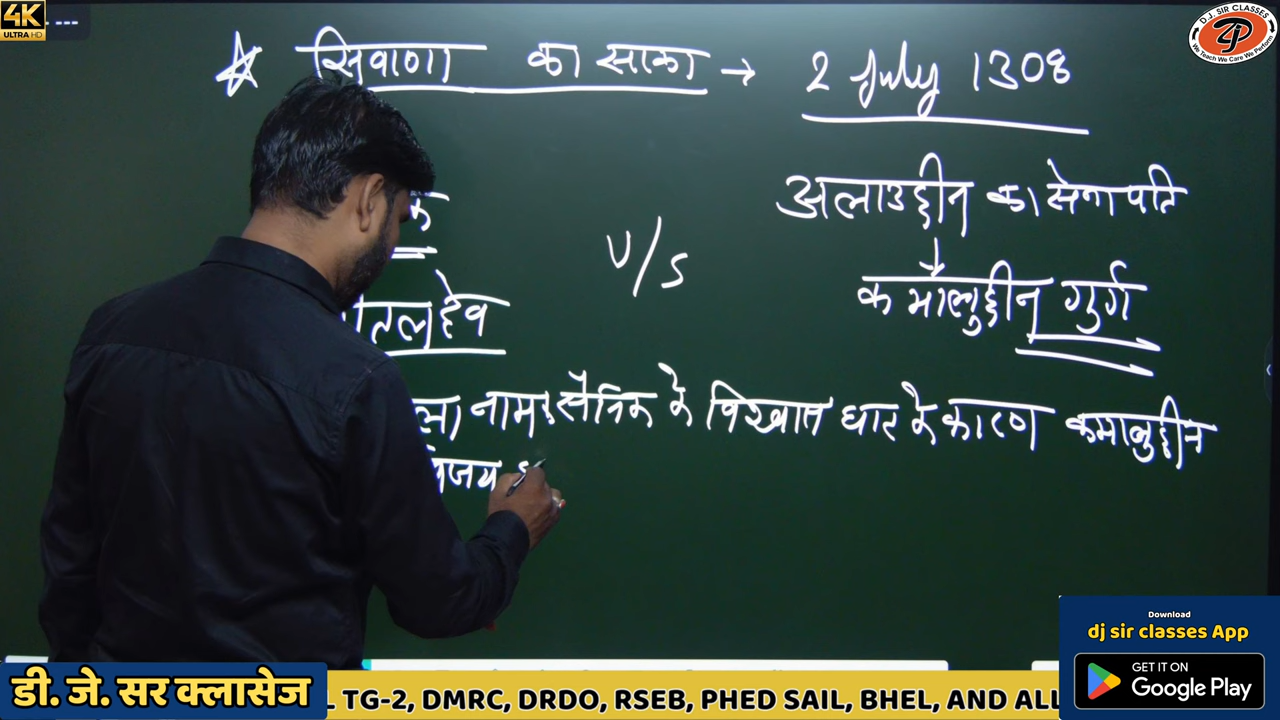 4K
ULTRA HD
D.J. SIR CLASSES
We Teach We Care We Perform
सिवाणा का साका → 2 July 1308
अलाउद्दीन का सेनापति
V/S
कमालुद्दीन गुर्ग
तलदेव
नामक सैनिक के विश्वात घात के कारण कमालुद्दीन
विजय
Download
dj sir classes App
GET IT ON
Google Play
डी. जे. सर क्लासेज
TG-2, DMRC, DRDO, RSEB, PHED SAIL, BHEL, AND ALL